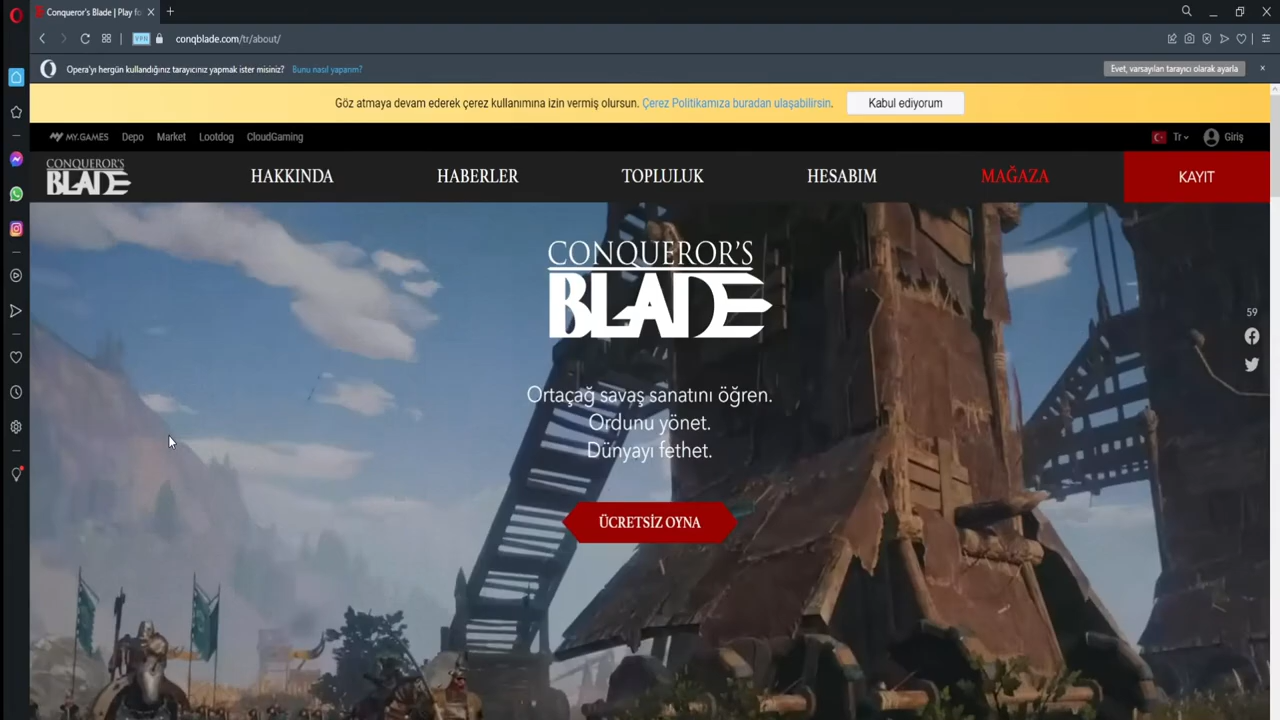 Conqueror's Blade | Play fo
VPN
conqblade.com/tr/about/
Opera'yı hergün kullandığınız tarayıcınız yapmak ister misiniz? Bunu nasıl yaparım?
Evet, varsayılan tarayıcı olarak ayarla
Göz atmaya devam ederek çerez kullanımına izin vermiş olursun. Çerez Politikamıza buradan ulaşabilirsin. Kabul ediyorum
MY.GAMES Depo Market Lootdog CloudGaming
Tr Giriş
CONQUEROR'S
BLADE
HAKKINDA HABERLER TOPLULUK HESABIM MAĞAZA KAYIT
CONQUEROR'S
BLADE
59
Ortaçağ savaş sanatını öğren.
Ordunu yönet.
Dünyayı fethet.
ÜCRETSİZ OYNA